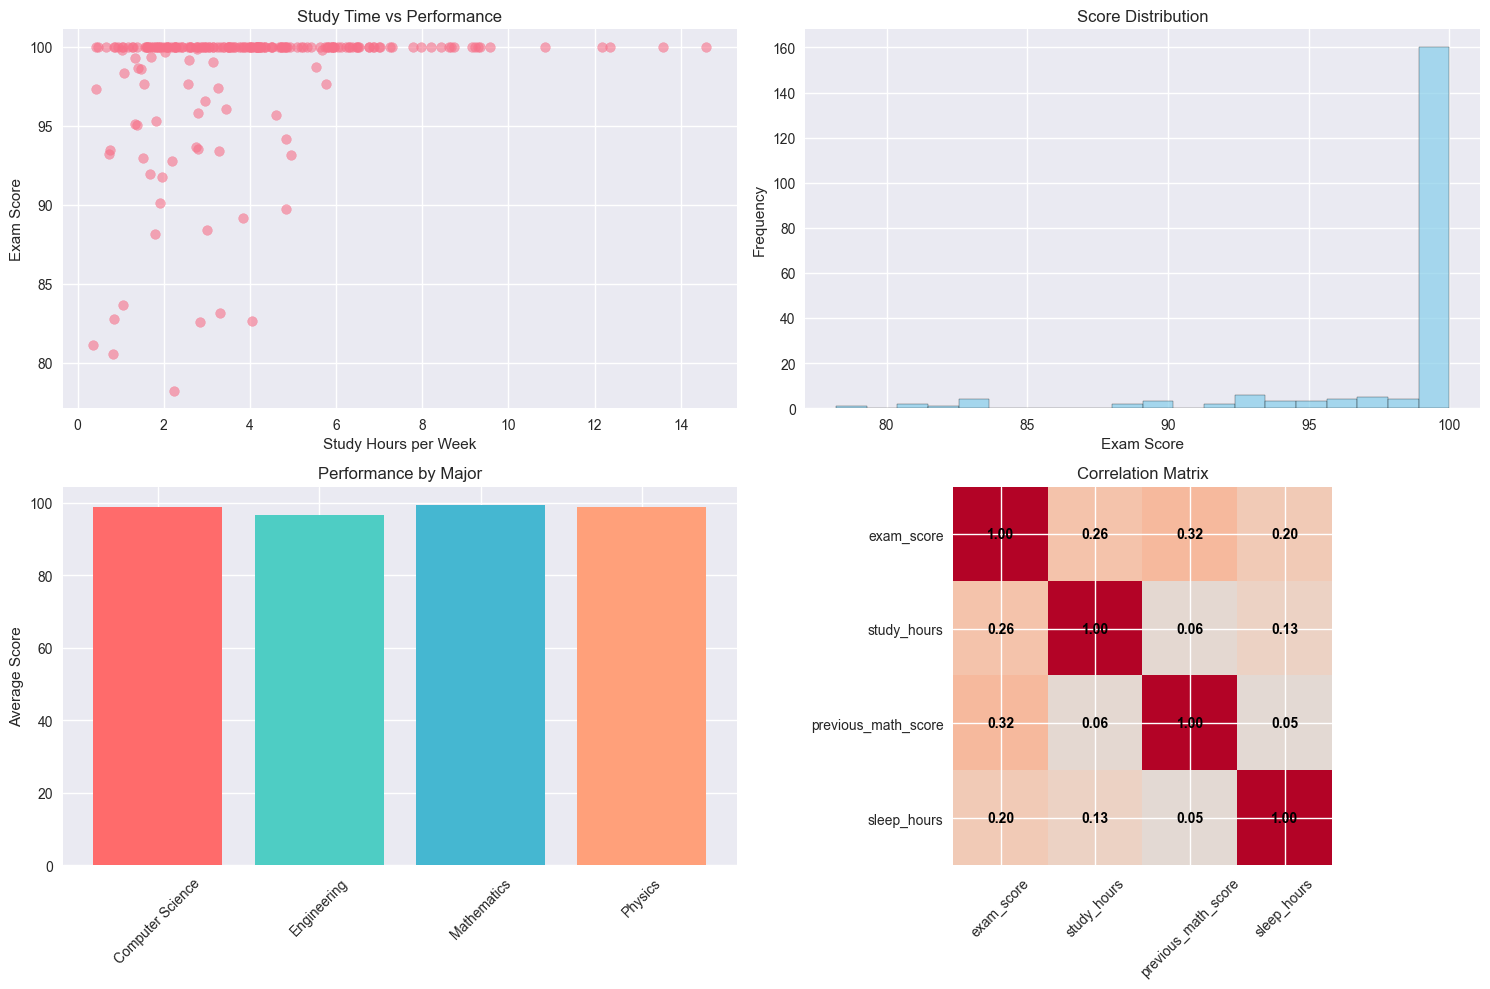 Study Time vs Performance
100
95
90
85
80
Exam Score
0 2 4 6 8 10 12 14
Study Hours per Week
Score Distribution
160
140
120
100
80
60
40
20
0
Frequency
80 85 90 95 100
Exam Score
Performance by Major
100
80
60
40
20
0
Average Score
Computer Science
Engineering
Mathematics
Physics
Correlation Matrix
exam_score 1.00 0.26 0.32 0.20
study_hours 0.26 1.00 0.06 0.13
previous_math_score 0.32 0.06 1.00 0.05
sleep_hours 0.20 0.13 0.05 1.00
exam_score
study_hours
previous_math_score
sleep_hours